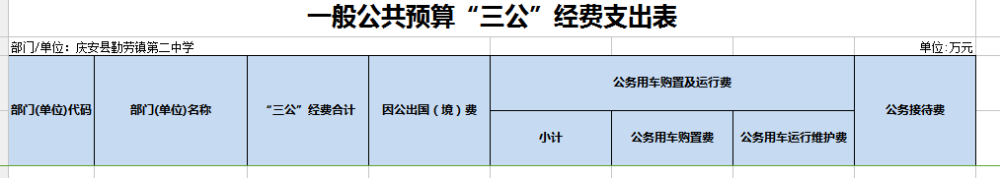 一般公共预算“三公”经费支出表
部门/单位：庆安县勤劳镇第二中学 单位:万元
部门(单位)代码 部门(单位)名称 “三公”经费合计 因公出国（境）费 公务用车购置及运行费 公务接待费
小计 公务用车购置费 公务用车运行维护费